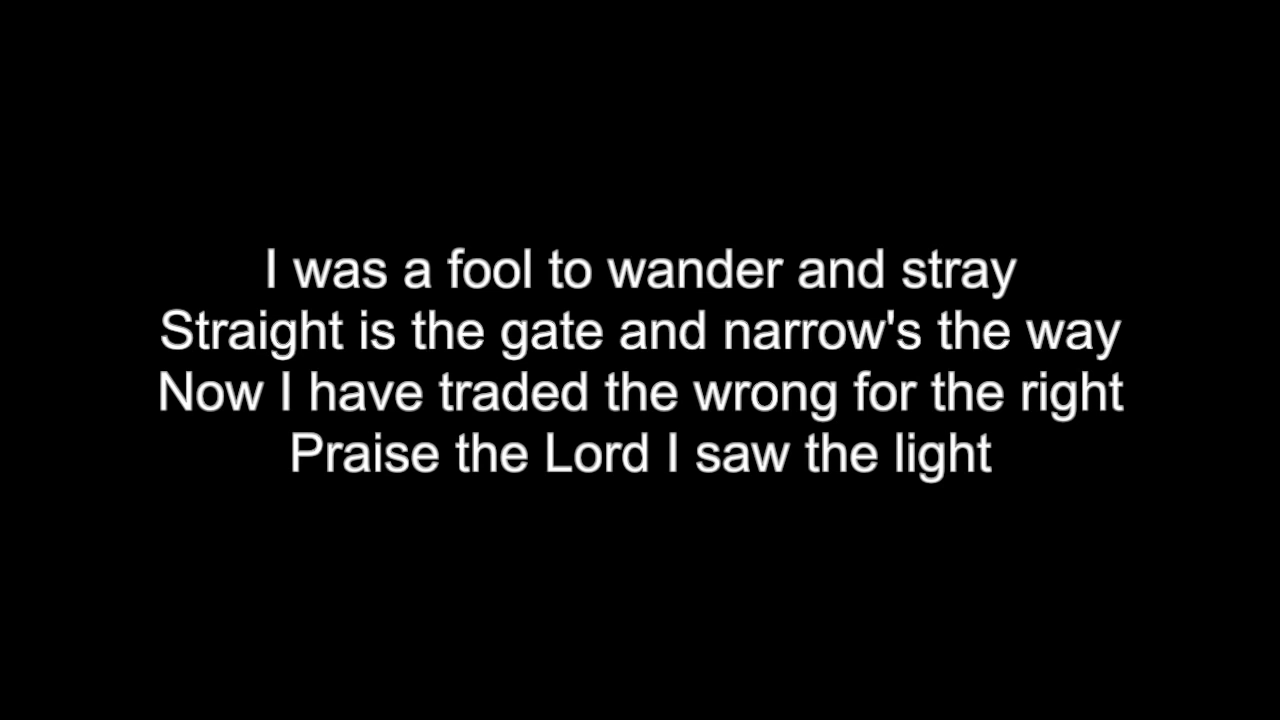 I was a fool to wander and stray
Straight is the gate and narrow's the way
Now I have traded the wrong for the right
Praise the Lord I saw the light